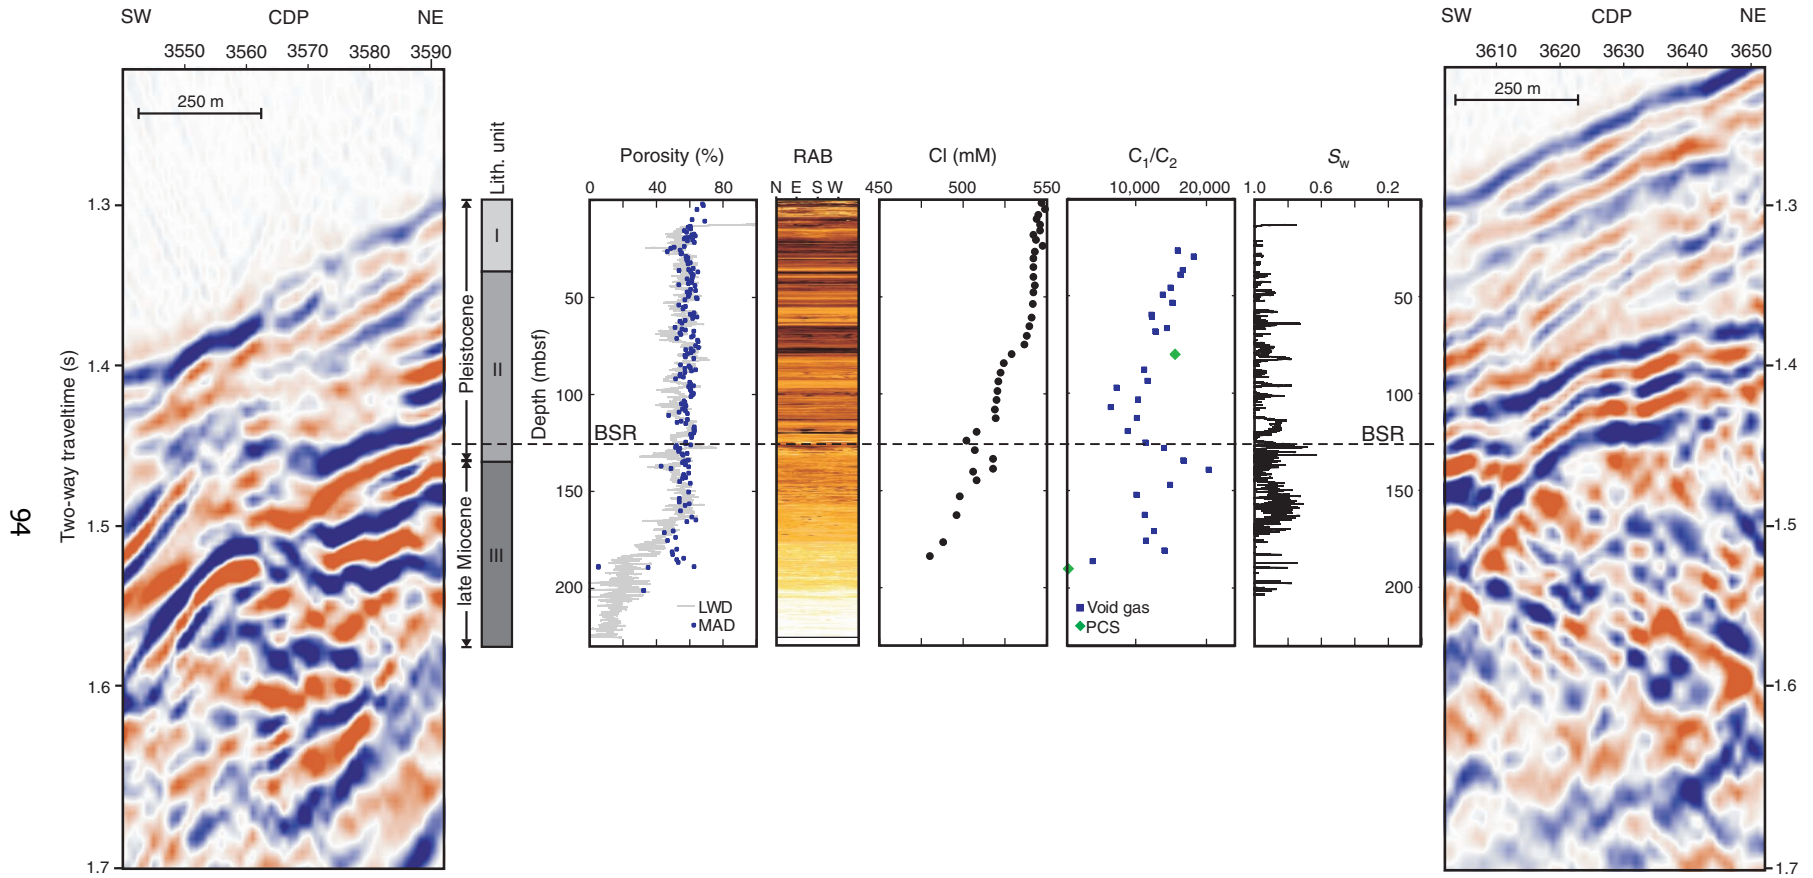 SW CDP NE
3550 3560 3570 3580 3590
250 m
1.3
1.4
1.5
1.6
1.7
Two-way traveltime (s)
94
Pleistocene
late Miocene
Lith. unit
I
II
III
Depth (mbsf)
50
100
150
200
BSR
Porosity (%)
0 40 80
LWD
MAD
RAB
N E S W
Cl (mM)
450 500 550
C1/C2
10,000 20,000
Void gas
PCS
Sw
1.0 0.6 0.2
50
100
150
200
BSR
SW CDP NE
3610 3620 3630 3640 3650
250 m
1.3
1.4
1.5
1.6
1.7